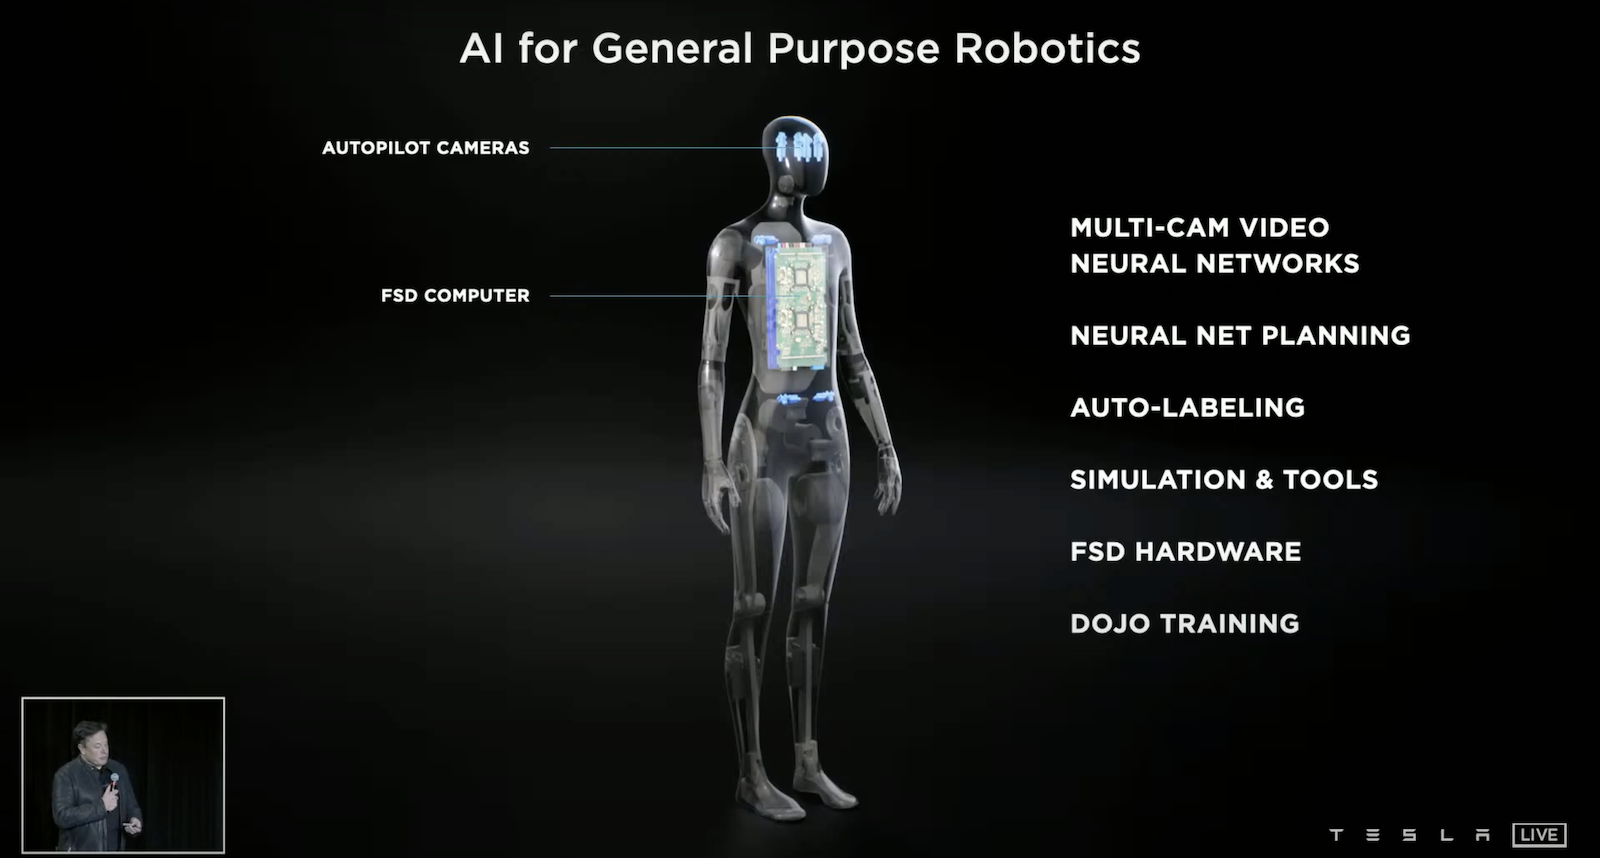 AI for General Purpose Robotics
AUTOPILOT CAMERAS
FSD COMPUTER
MULTI-CAM VIDEO
NEURAL NETWORKS
NEURAL NET PLANNING
AUTO-LABELING
SIMULATION & TOOLS
FSD HARDWARE
DOJO TRAINING
TESLA LIVE